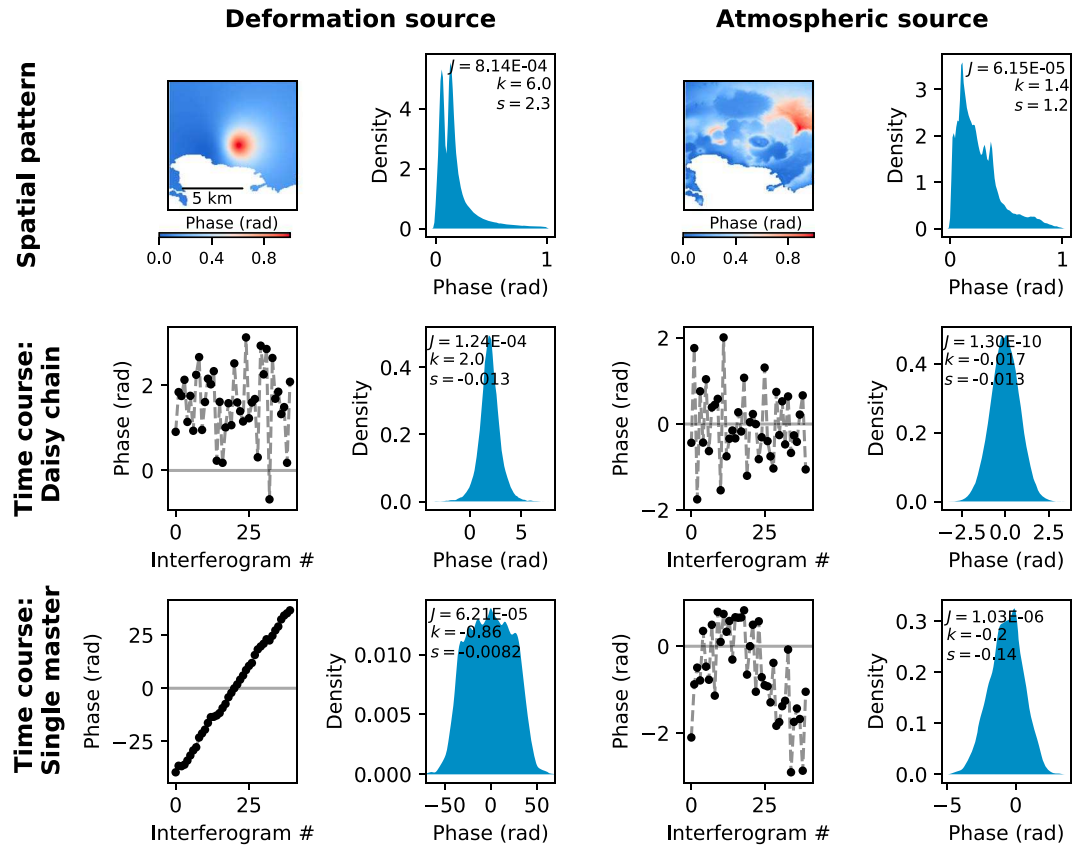 Deformation source
Atmospheric source
Spatial pattern
5 km
Phase (rad)
0.0 0.4 0.8
Density
4
2
0
J = 8.14E-04
k = 6.0
s = 2.3
0 1
Phase (rad)
Phase (rad)
0.0 0.4 0.8
Density
3
2
1
0
J = 6.15E-05
k = 1.4
s = 1.2
0 1
Phase (rad)
Time course:
Daisy chain
Phase (rad)
2
0
0 25
Interferogram #
Density
0.4
0.2
0.0
J = 1.24E-04
k = 2.0
s = -0.013
0 5
Phase (rad)
Phase (rad)
2
0
−2
0 25
Interferogram #
Density
0.4
0.2
0.0
J = 1.30E-10
k = -0.017
s = -0.013
−2.5 0.0 2.5
Phase (rad)
Time course:
Single master
Phase (rad)
25
0
−25
0 25
Interferogram #
Density
0.010
0.005
0.000
J = 6.21E-05
k = -0.86
s = -0.0082
−50 0 50
Phase (rad)
Phase (rad)
0
−2
0 25
Interferogram #
Density
0.3
0.2
0.1
0.0
J = 1.03E-06
k = -0.2
s = -0.14
−5 0
Phase (rad)